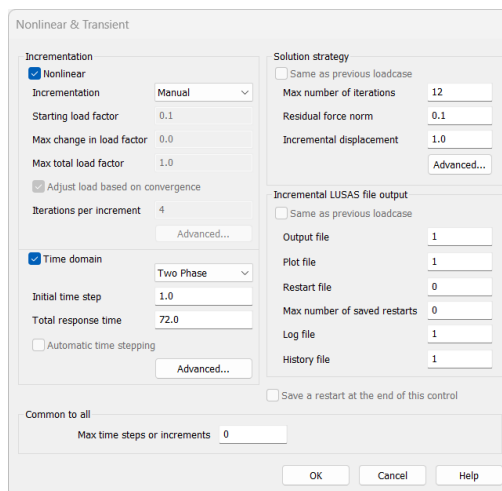 Nonlinear & Transient
Incrementation
Nonlinear
Incrementation Manual
Starting load factor 0.1
Max change in load factor 0.0
Max total load factor 1.0
Adjust load based on convergence
Iterations per increment 4
Advanced...
Time domain
Two Phase
Initial time step 1.0
Total response time 72.0
Automatic time stepping
Advanced...
Solution strategy
Same as previous loadcase
Max number of iterations 12
Residual force norm 0.1
Incremental displacement 1.0
Advanced...
Incremental LUSAS file output
Same as previous loadcase
Output file 1
Plot file 1
Restart file 0
Max number of saved restarts 0
Log file 1
History file 1
Save a restart at the end of this control
Common to all
Max time steps or increments 0
OK Cancel Help